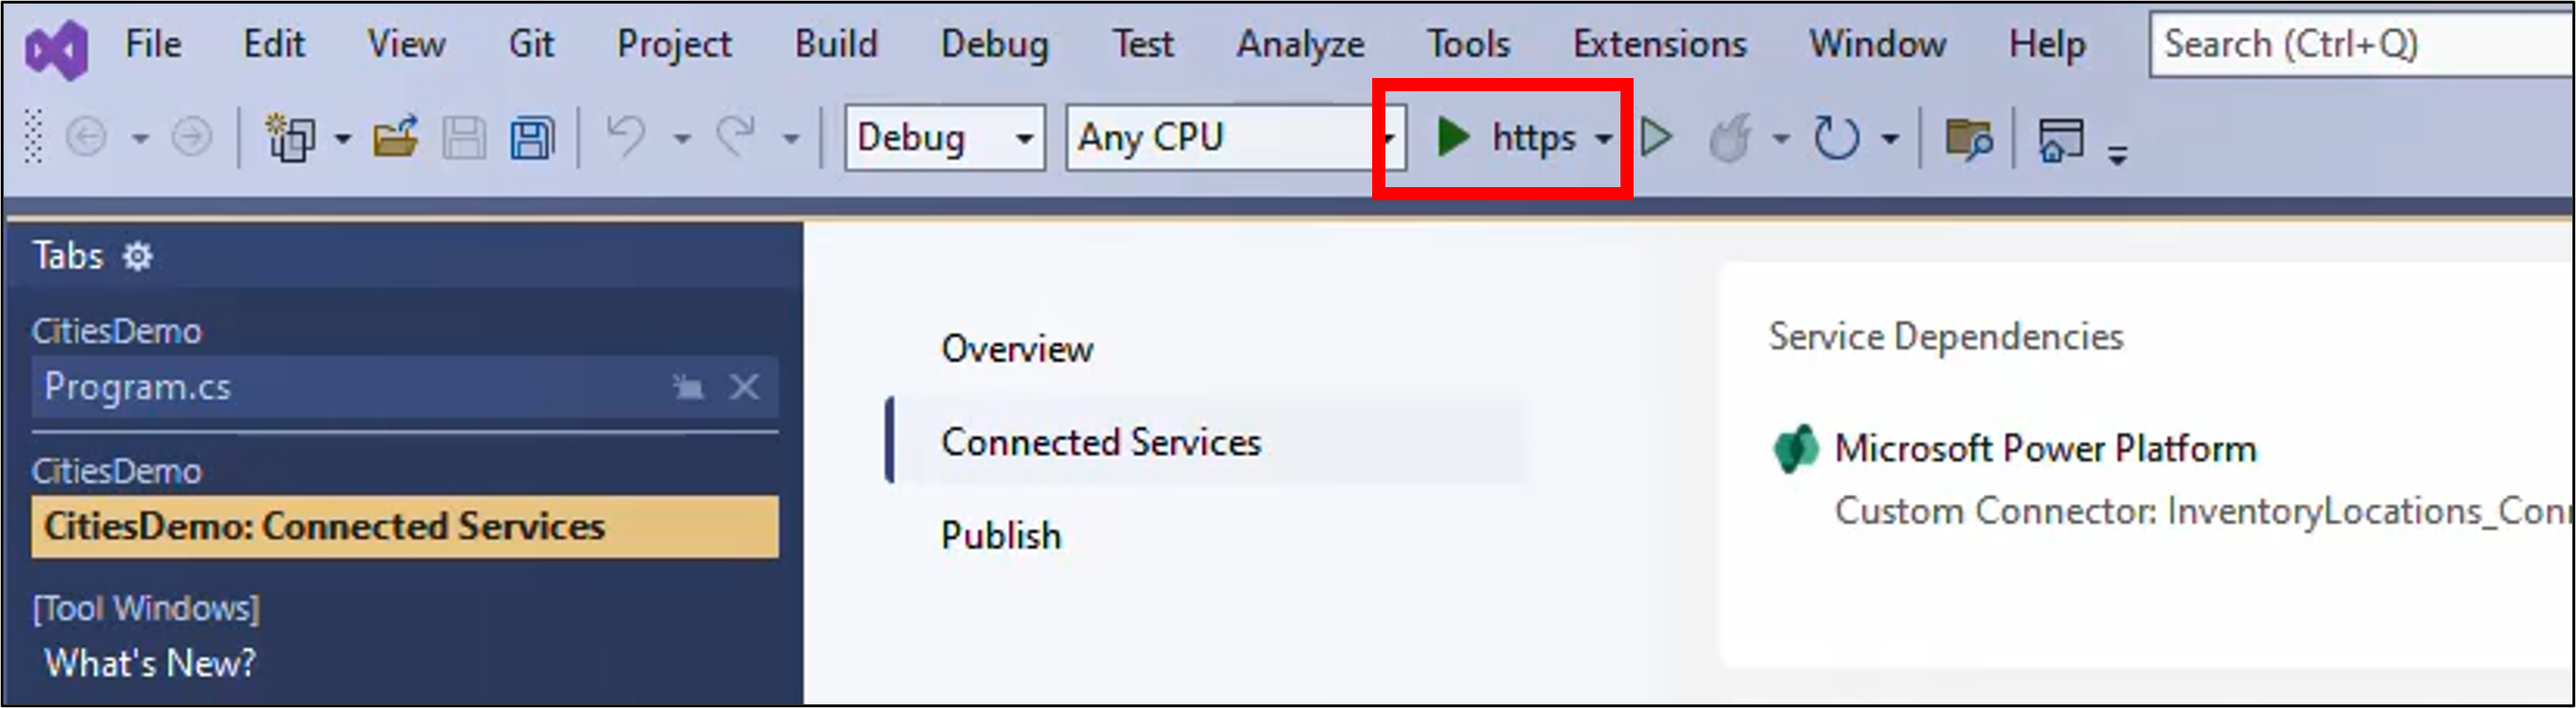 File Edit View Git Project Build Debug Test Analyze Tools Extensions Window Help Search (Ctrl+Q)
Debug Any CPU https
Tabs
CitiesDemo
Program.cs
CitiesDemo
CitiesDemo: Connected Services
[Tool Windows]
What's New?
Overview
Connected Services
Publish
Service Dependencies
Microsoft Power Platform
Custom Connector: InventoryLocations_Con